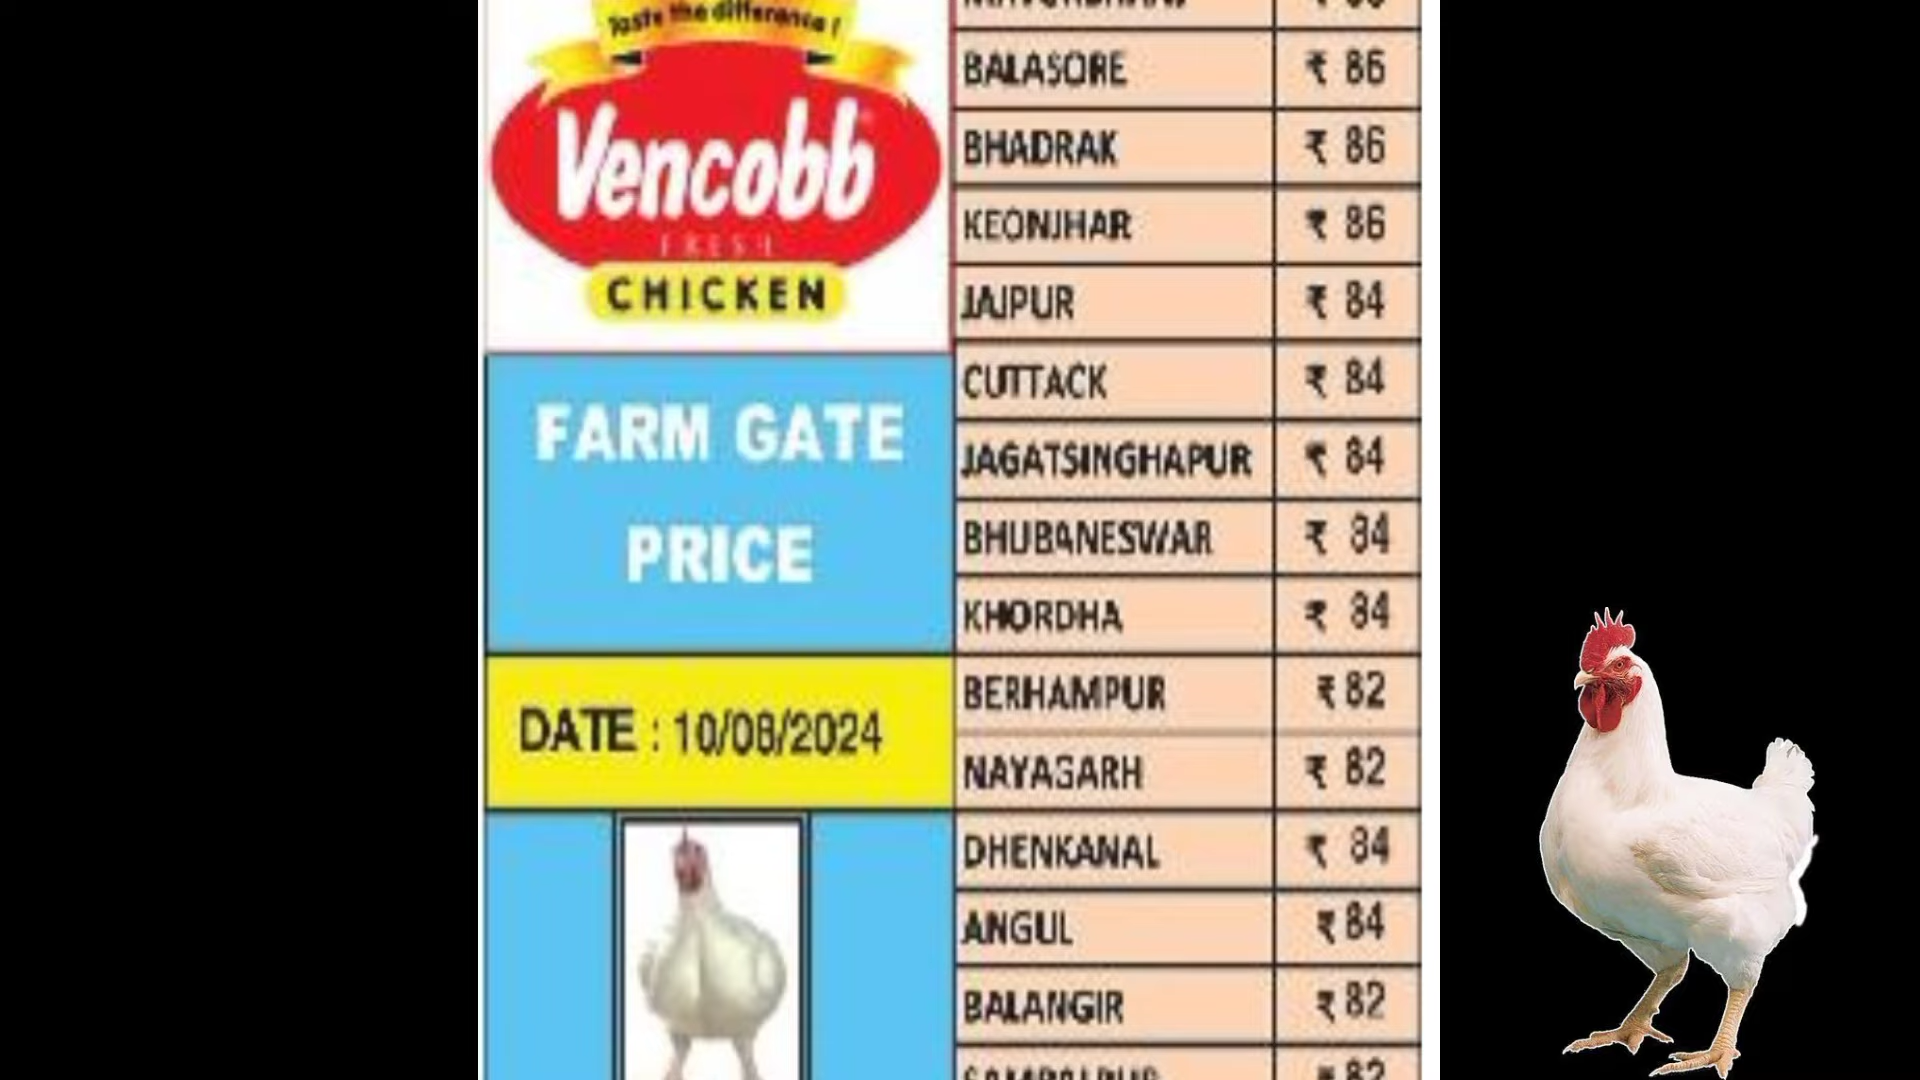 Taste the difference !
Vencobb
FRESH
CHICKEN
FARM GATE
PRICE
DATE : 10/08/2024
BALASORE ₹ 86
BHADRAK ₹ 86
KEONJHAR ₹ 86
JAJPUR ₹ 84
CUTTACK ₹ 84
JAGATSINGHAPUR ₹ 84
BHUBANESWAR ₹ 84
KHORDHA ₹ 84
BERHAMPUR ₹ 82
NAYAGARH ₹ 82
DHENKANAL ₹ 84
ANGUL ₹ 84
BALANGIR ₹ 82
SAMBALPUR ₹ 82